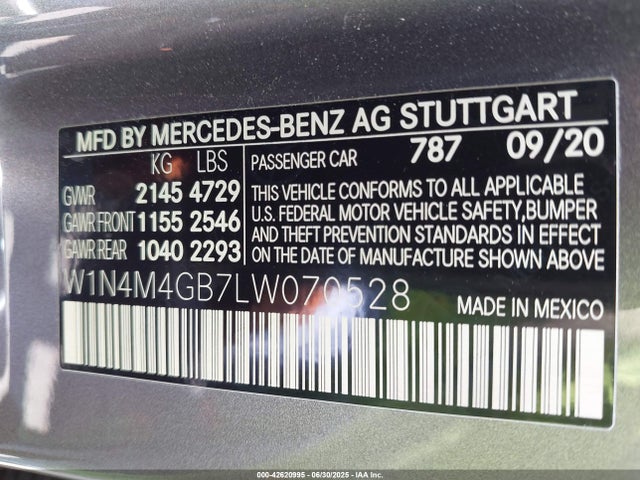 MFD BY MERCEDES-BENZ AG STUTTGART
KG LBS PASSENGER CAR 787 09/20
GVWR 2145 4729
GAWR FRONT 1155 2546
GAWR REAR 1040 2293
THIS VEHICLE CONFORMS TO ALL APPLICABLE
U.S. FEDERAL MOTOR VEHICLE SAFETY, BUMPER
AND THEFT PREVENTION STANDARDS IN EFFECT
ON THE DATE OF MANUFACTURE SHOWN ABOVE.
W1N4M4GB7LW070528 MADE IN MEXICO
000-42620995 - 06/30/2025 - IAA Inc.